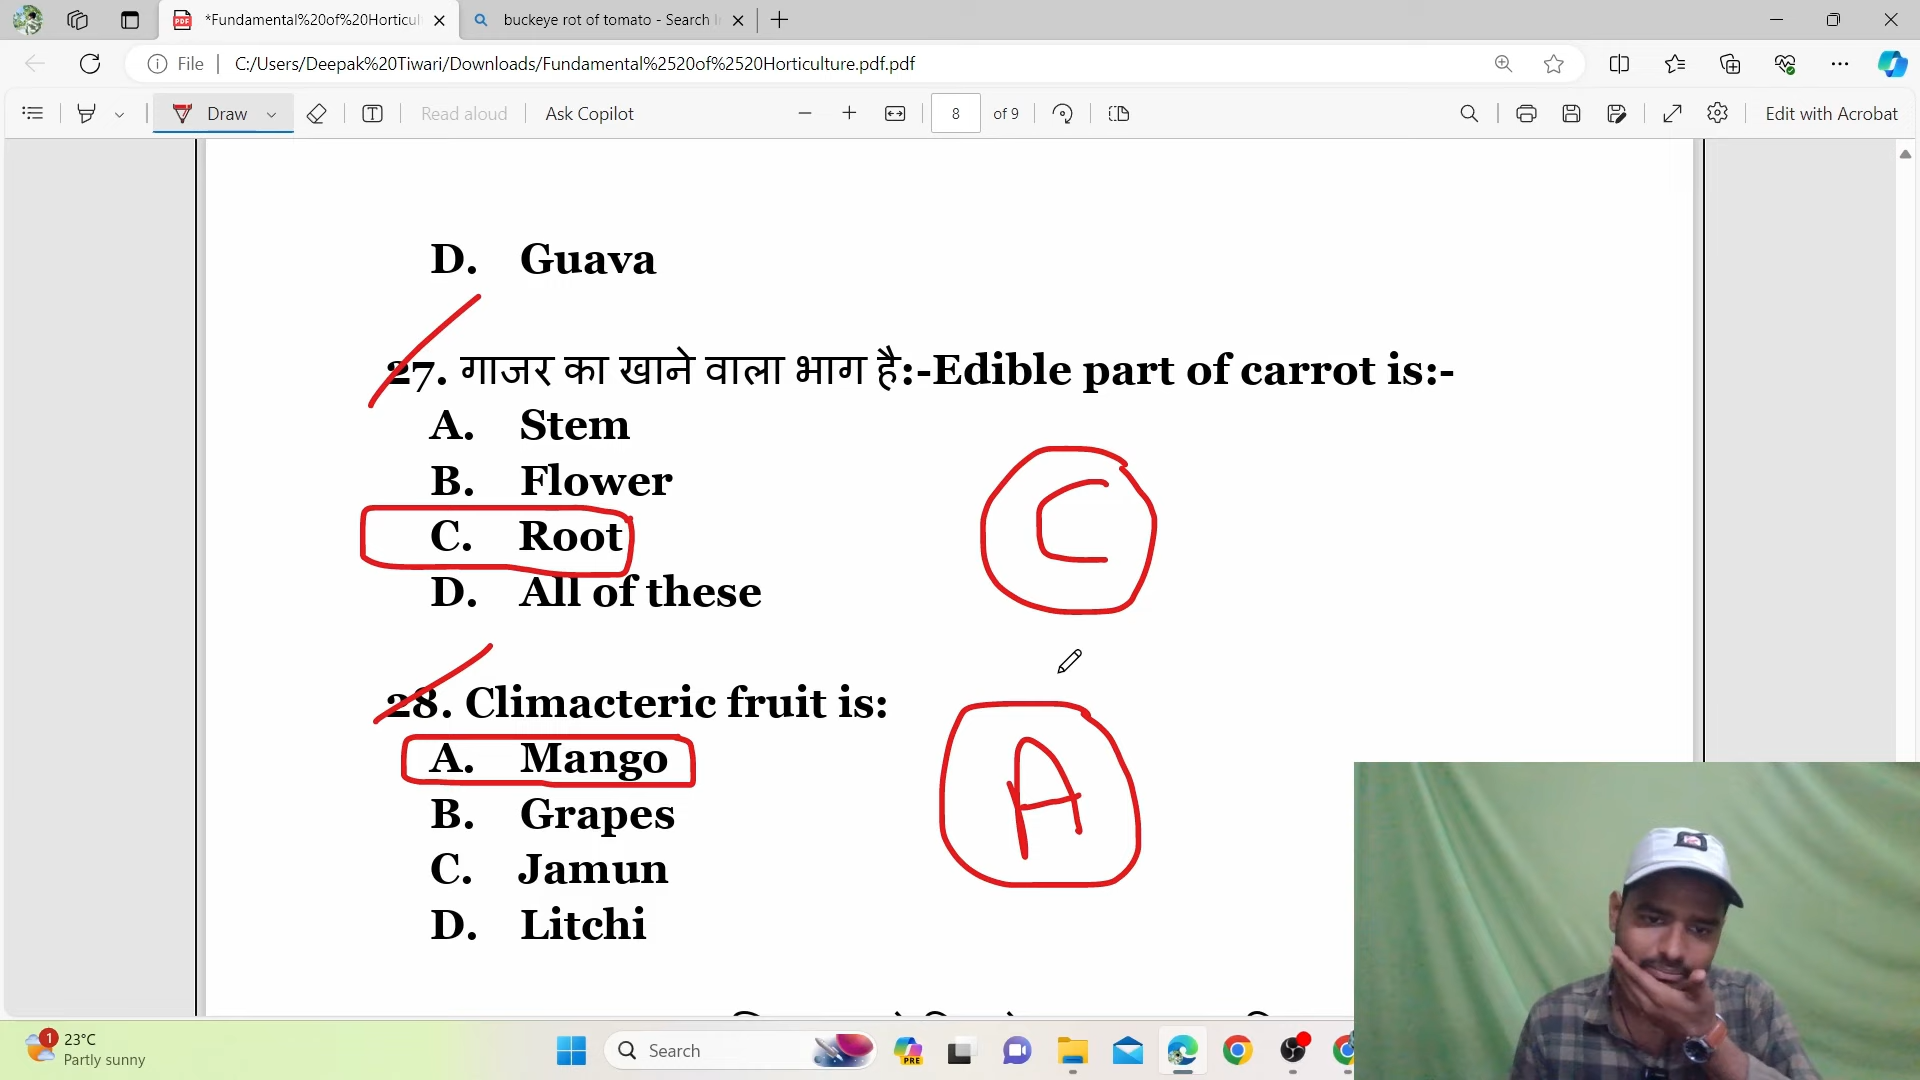 *Fundamental%20of%20Horticul
buckeye rot of tomato - Search I
File
C:/Users/Deepak%20Tiwari/Downloads/Fundamental%2520of%2520Horticulture.pdf.pdf
Draw
Read aloud
Ask Copilot
8
of 9
Edit with Acrobat
D. Guava
27. गाजर का खाने वाला भाग है:-Edible part of carrot is:-
A. Stem
B. Flower
C. Root
D. All of these
C
28. Climacteric fruit is:
A. Mango
B. Grapes
C. Jamun
D. Litchi
A
1
23°C
Partly sunny
Search
PRE